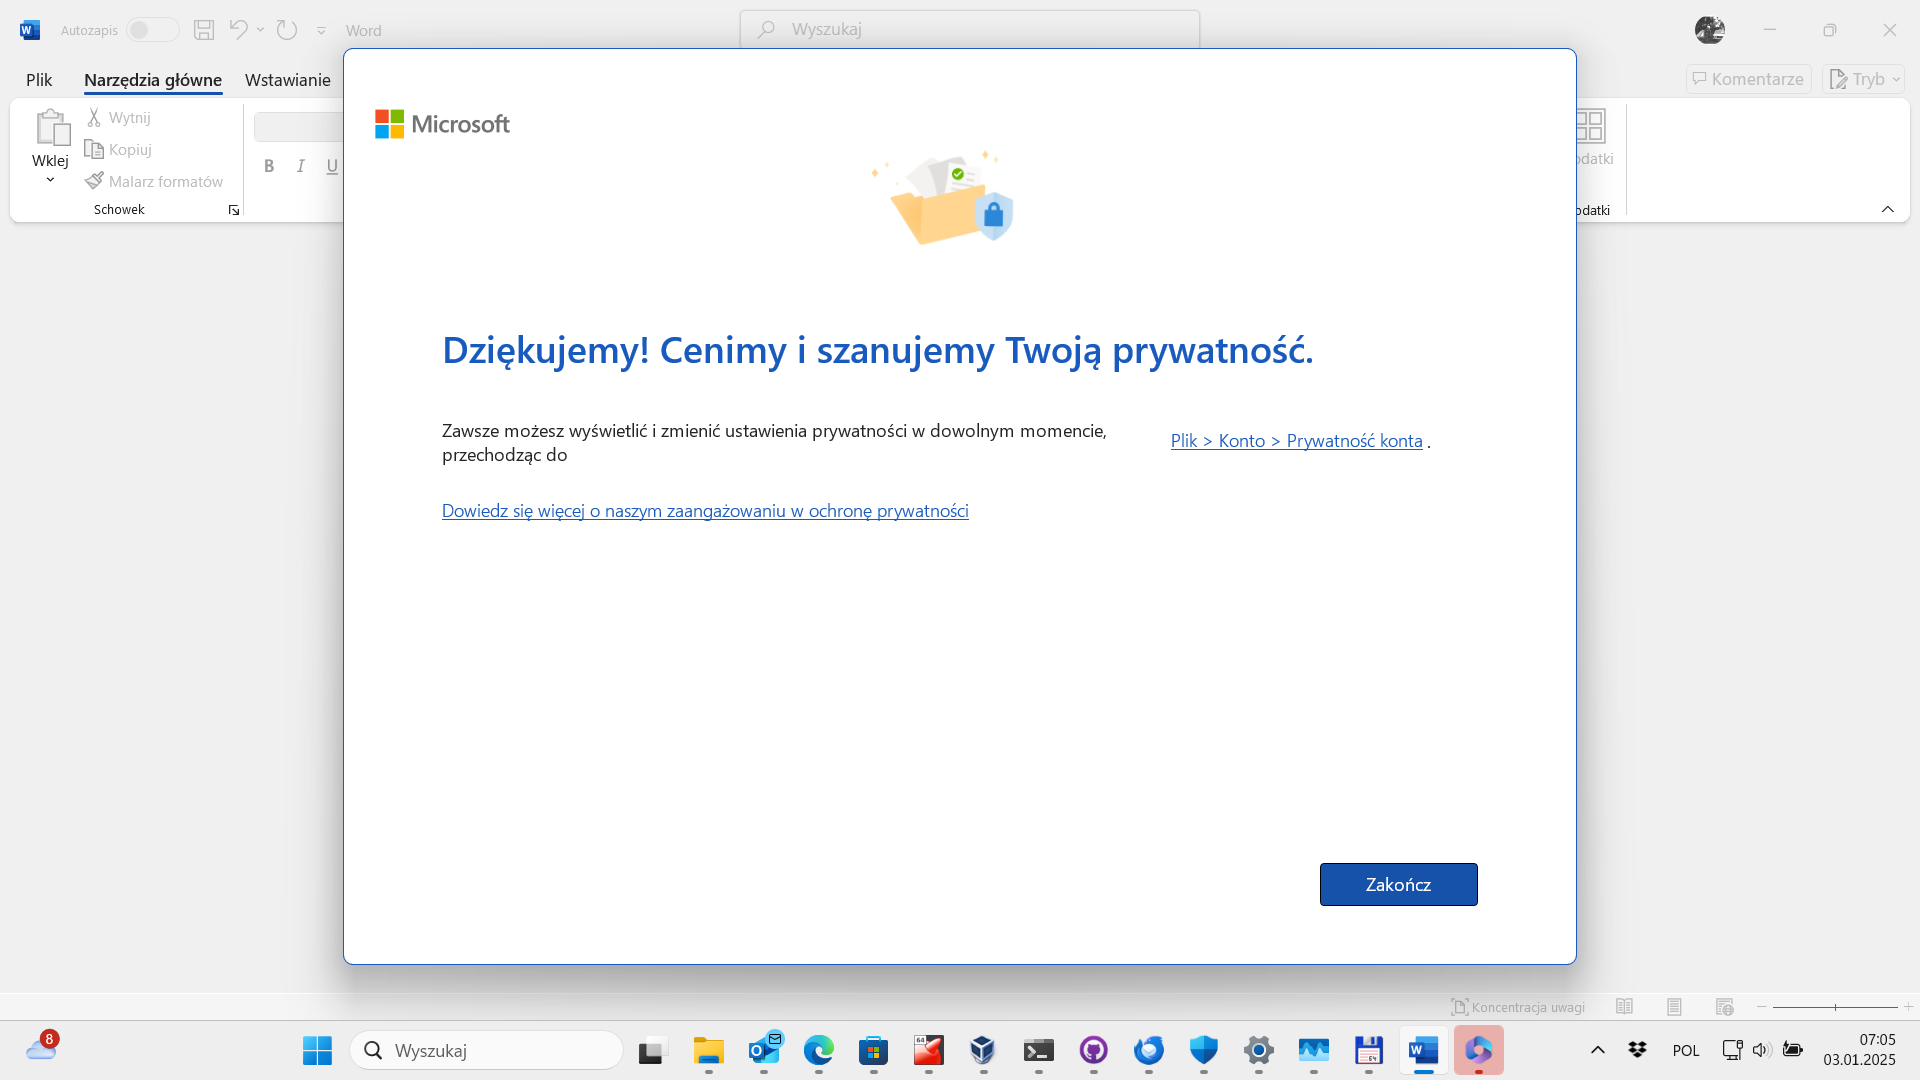 Autozapis
Word
Wyszukaj
Plik
Narzędzia główne
Wstawianie
Komentarze
Tryb
Wklej
Wytnij
Kopiuj
Malarz formatów
Schowek
B I U
odatki
odatki
Microsoft
Dziękujemy! Cenimy i szanujemy Twoją prywatność.
Zawsze możesz wyświetlić i zmienić ustawienia prywatności w dowolnym momencie,
przechodząc do
Plik > Konto > Prywatność konta .
Dowiedz się więcej o naszym zaangażowaniu w ochronę prywatności
Zakończ
Koncentracja uwagi
8
Wyszukaj
64
64
POL
07:05
03.01.2025